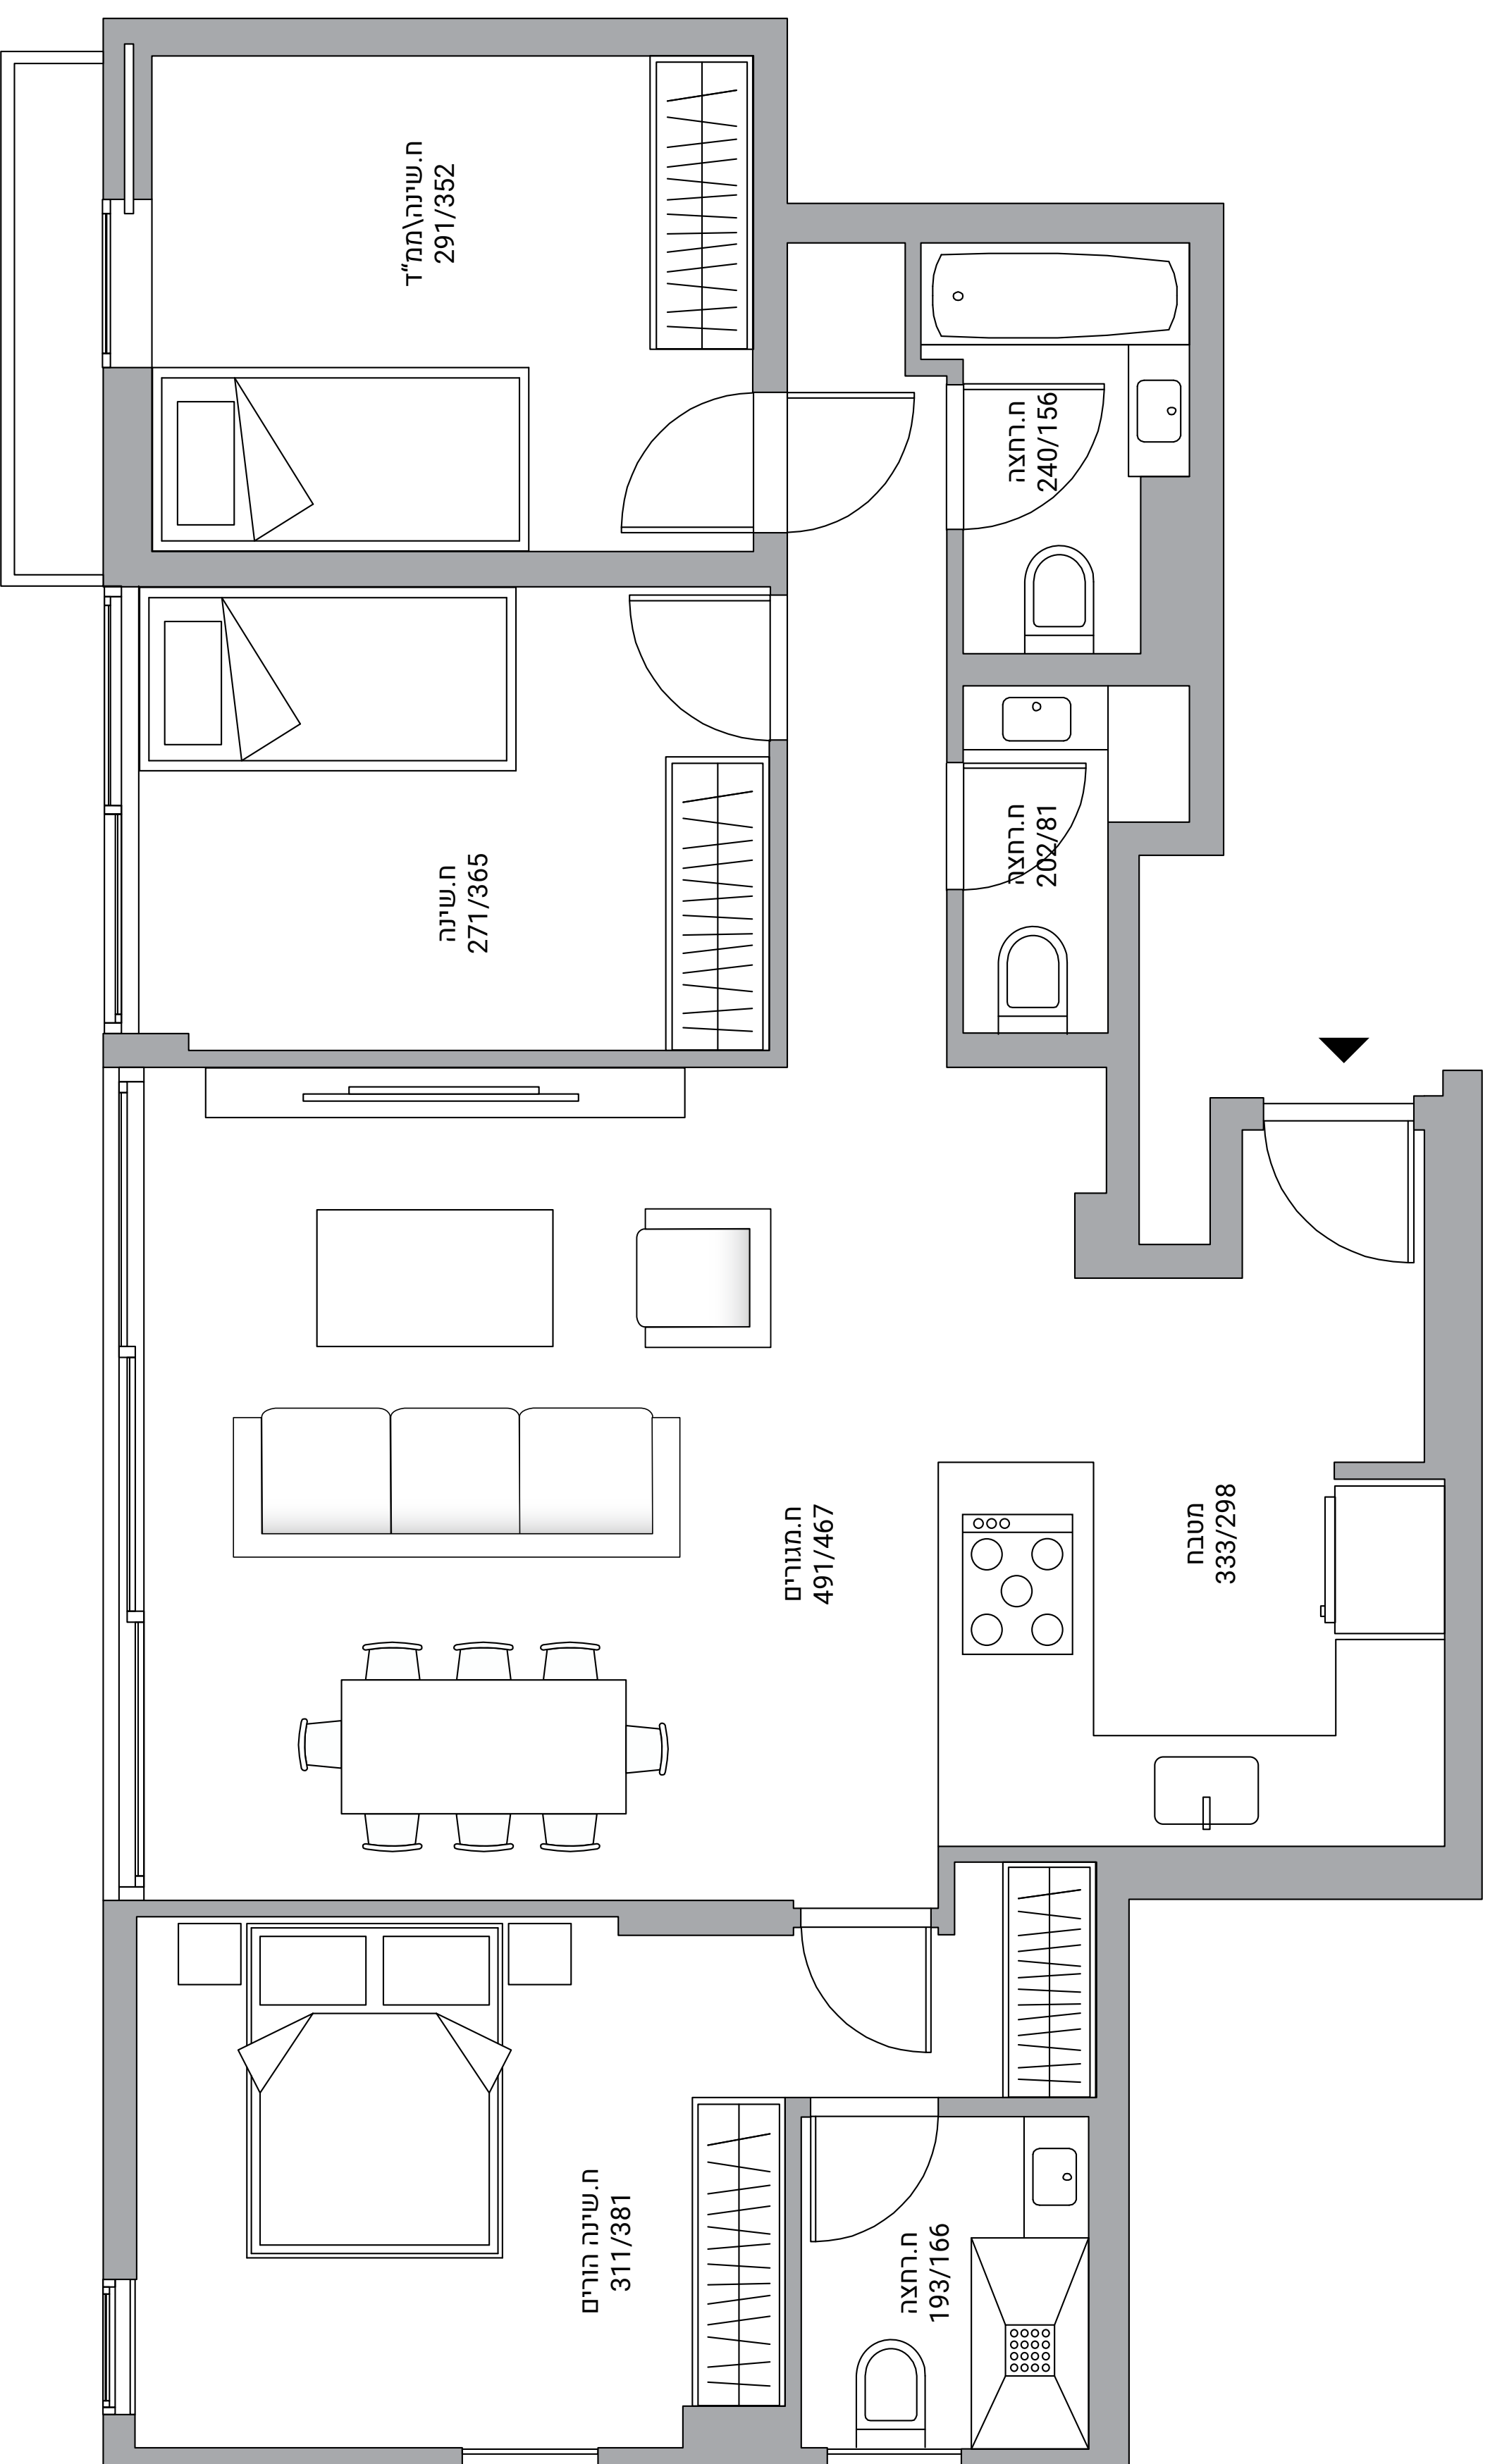 ח.שינה\ממ"ד
291/352
ח.רחצה
240/156
ח.רחצה
202/81
ח.שינה
271/365
ח.מגורים
491/467
מטבח
333/298
ח.שינה הורים
311/381
ח.רחצה
193/166